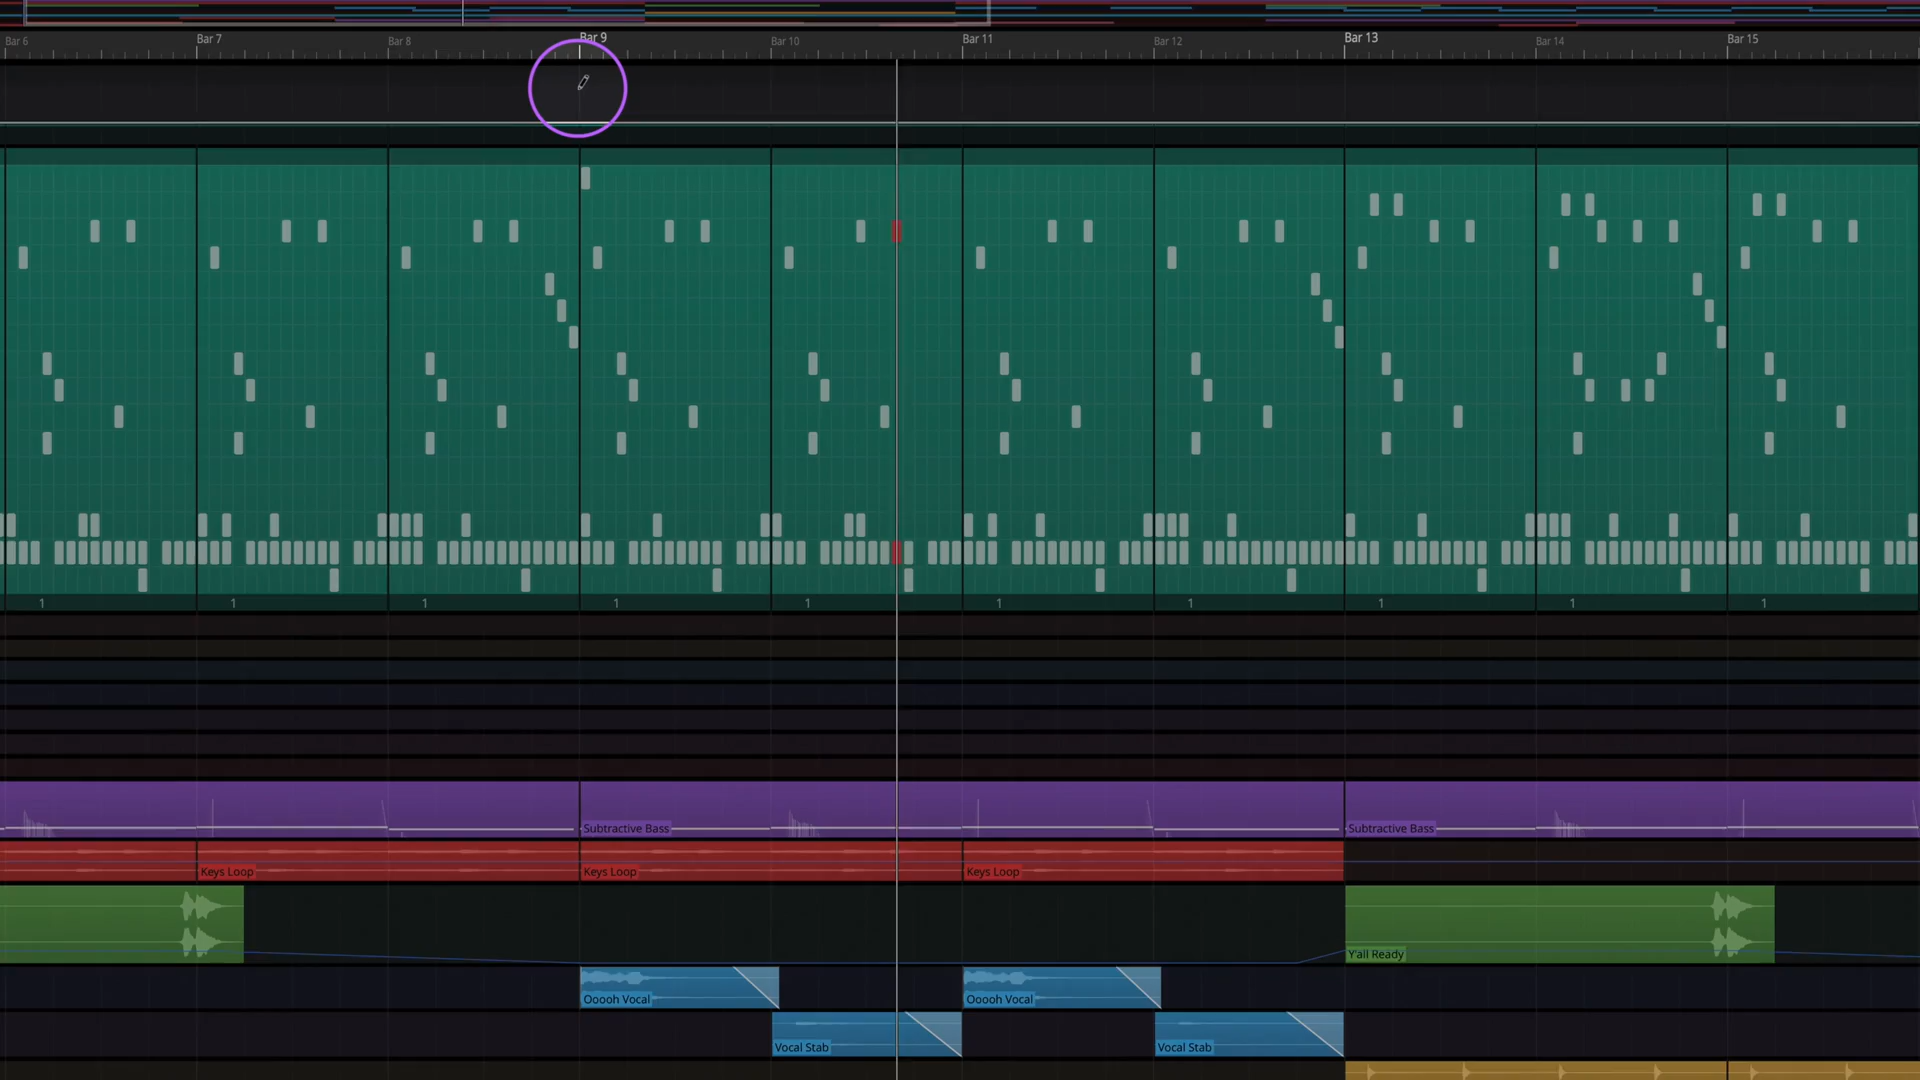 Bar 6 Bar 7 Bar 8 Bar 9 Bar 10 Bar 11 Bar 12 Bar 13 Bar 14 Bar 15
1 1 1 1 1 1 1 1 1 1
Subtractive Bass Subtractive Bass
Keys Loop Keys Loop Keys Loop
Y'all Ready
Ooooh Vocal Ooooh Vocal
Vocal Stab Vocal Stab